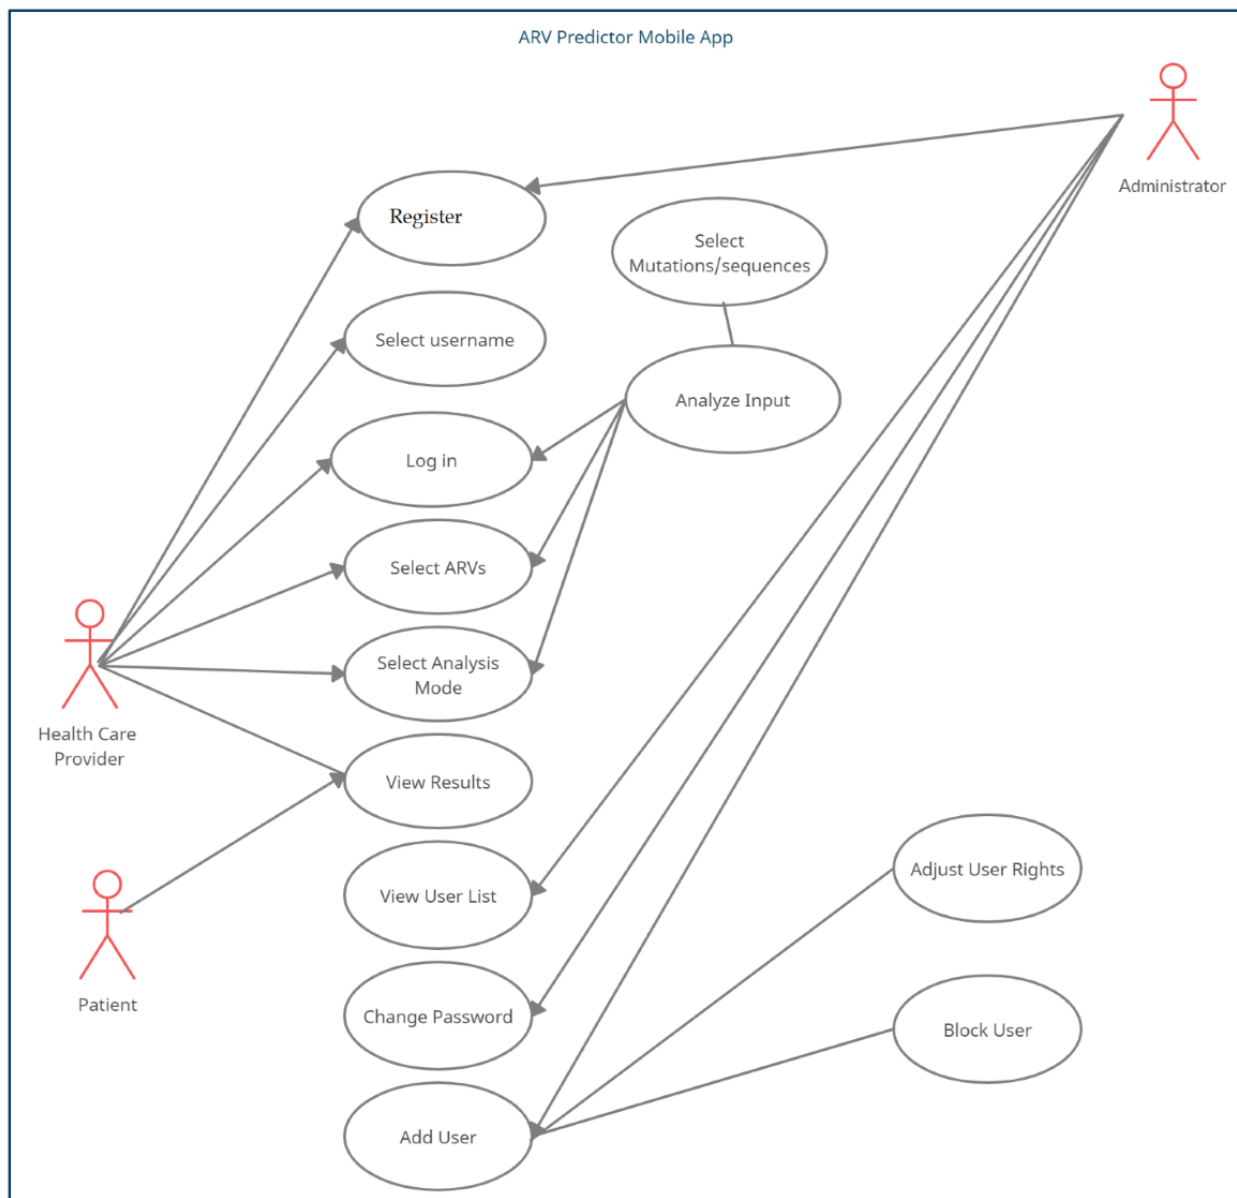 ARV Predictor Mobile App
Administrator
Register
Select
Mutations/sequences
Select username
Analyze Input
Log in
Select ARVs
Select Analysis
Mode
Health Care
Provider
View Results
View User List
Adjust User Rights
Patient
Change Password
Block User
Add User